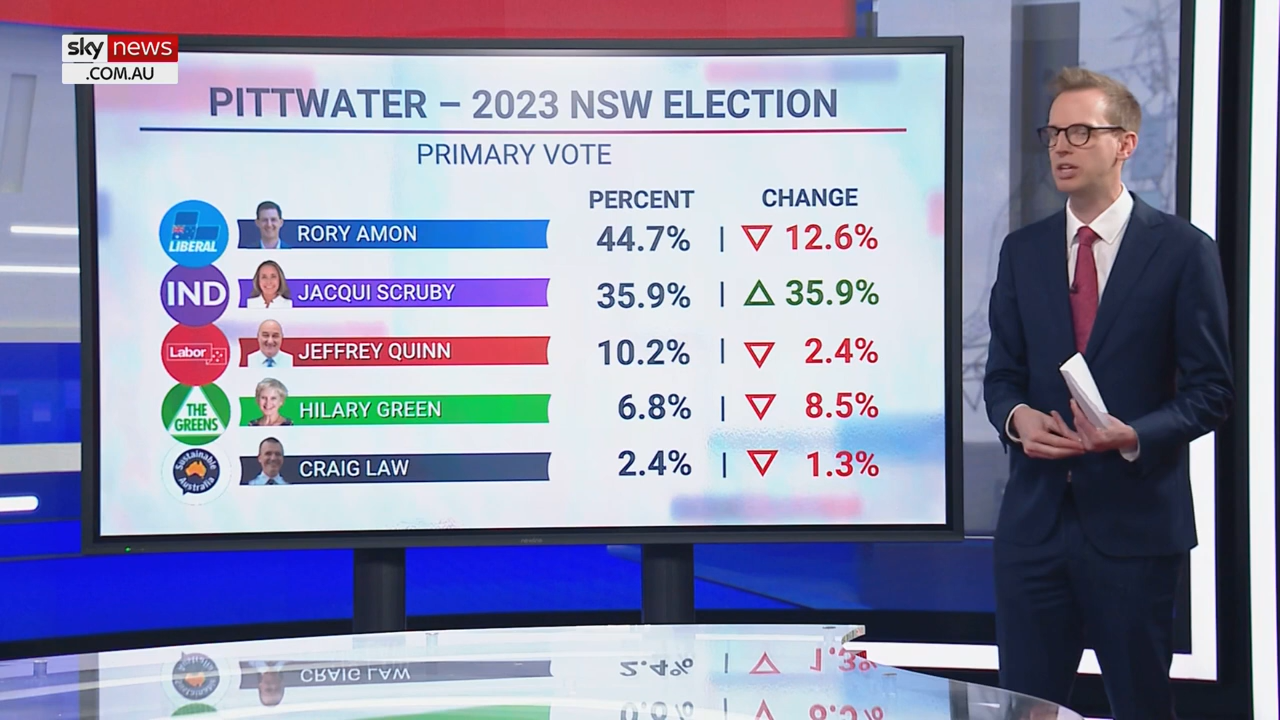 sky news
.COM.AU
PITTWATER – 2023 NSW ELECTION
PRIMARY VOTE
PERCENT CHANGE
LIBERAL RORY AMON 44.7% | ▽ 12.6%
IND JACQUI SCRUBY 35.9% | △ 35.9%
Labor JEFFREY QUINN 10.2% | ▽ 2.4%
THE GREENS HILARY GREEN 6.8% | ▽ 8.5%
Sustainable Australia CRAIG LAW 2.4% | ▽ 1.3%